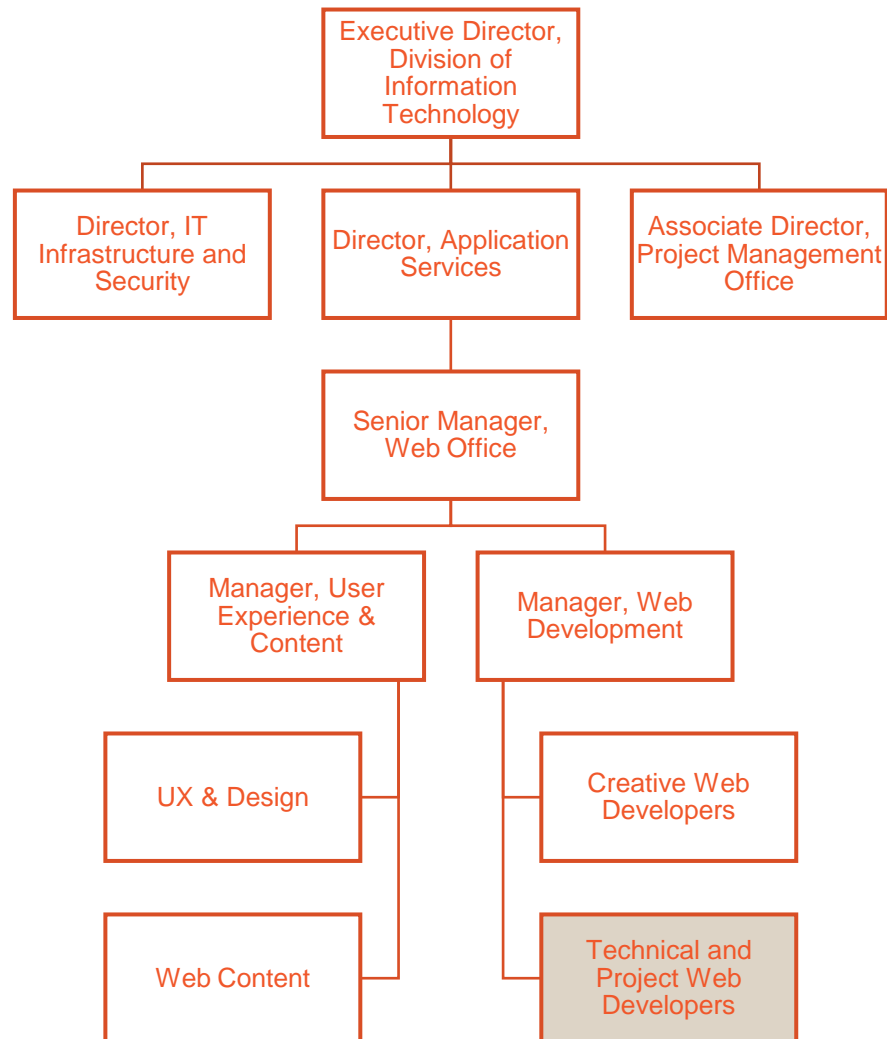 Executive Director,
Division of
Information
Technology
Director, IT
Infrastructure and
Security
Director, Application
Services
Associate Director,
Project Management
Office
Senior Manager,
Web Office
Manager, User
Experience &
Content
Manager, Web
Development
UX & Design
Creative Web
Developers
Web Content
Technical and
Project Web
Developers